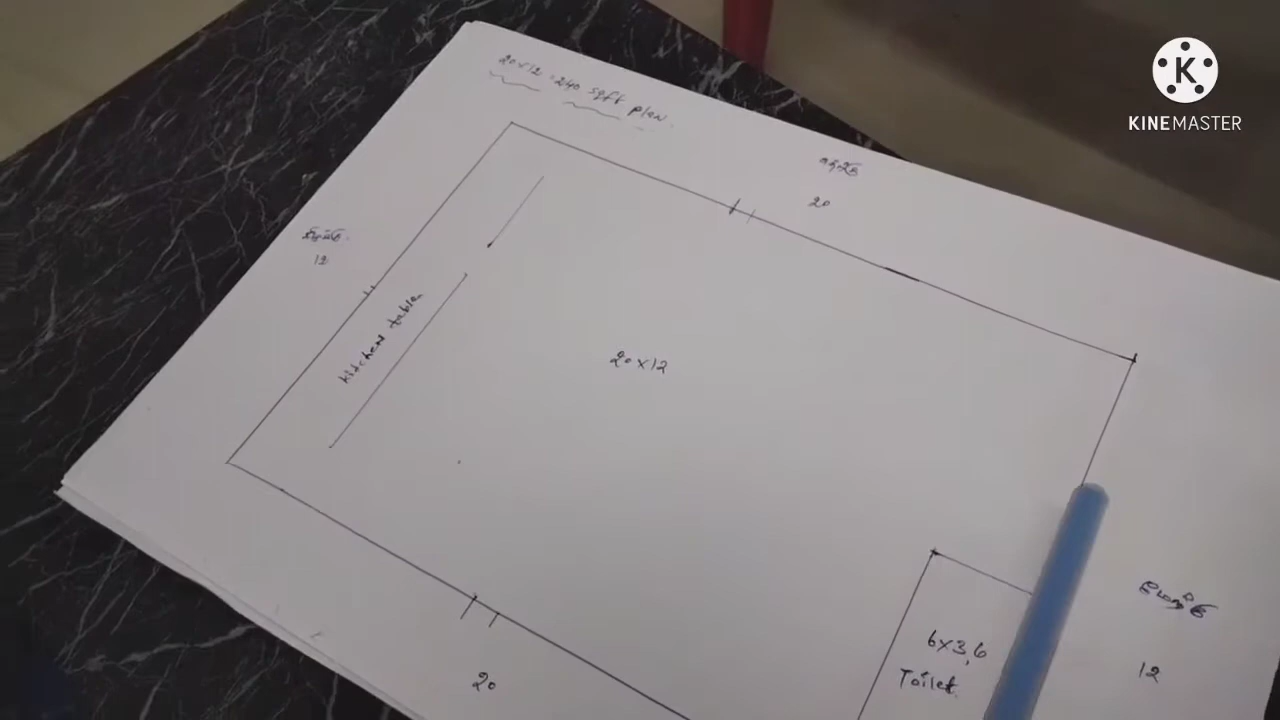 20x12 = 240 sqft plan.
20
12
kitchen table
20x12
6x3,6
Toilet
12
20
KINEMASTER